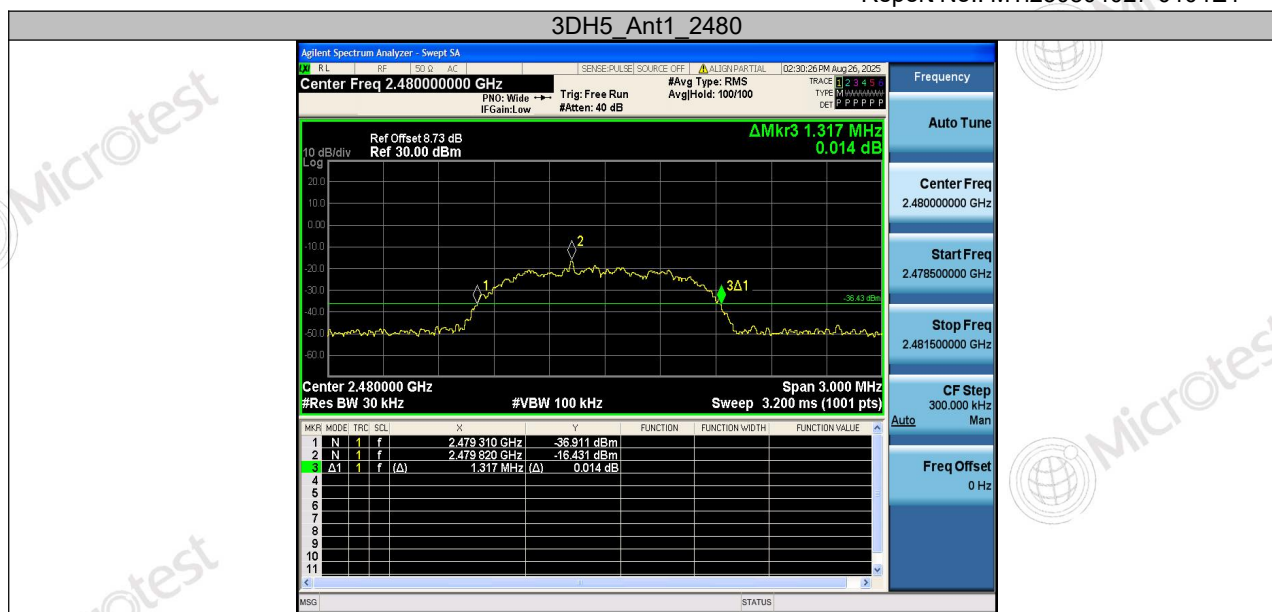 3DH5_Ant1_2480
Agilent Spectrum Analyzer - Swept SA
RL RF 50 Ω AC SENSE:PULSE SOURCE OFF ALIGN PARTIAL 02:30:26 PM Aug 26, 2025
Center Freq 2.480000000 GHz
PNO: Wide
IFGain:Low
Trig: Free Run
#Atten: 40 dB
#Avg Type: RMS
Avg|Hold: 100/100
TRACE 1 2 3 4 5 6
TYPE M
DET P P P P P P
Frequency
Auto Tune
Center Freq
2.480000000 GHz
Start Freq
2.478500000 GHz
Stop Freq
2.481500000 GHz
CF Step
300.000 kHz
Auto Man
Freq Offset
0 Hz
ΔMkr3 1.317 MHz
0.014 dB
Ref Offset 8.73 dB
10 dB/div Ref 30.00 dBm
Log
20.0
10.0
0.00
-10.0
-20.0
-30.0
-40.0
-50.0
-60.0
1
2
3Δ1
-36.43 dBm
Center 2.480000 GHz Span 3.000 MHz
#Res BW 30 kHz #VBW 100 kHz Sweep 3.200 ms (1001 pts)
MKR MODE TRC SCL X Y FUNCTION FUNCTION WIDTH FUNCTION VALUE
1 N 1 f 2.479 310 GHz -36.911 dBm
2 N 1 f 2.479 820 GHz -16.431 dBm
3 Δ1 1 f (Δ) 1.317 MHz (Δ) 0.014 dB
4
5
6
7
8
9
10
11
MSG STATUS
Microtest
Microtest
Microtest